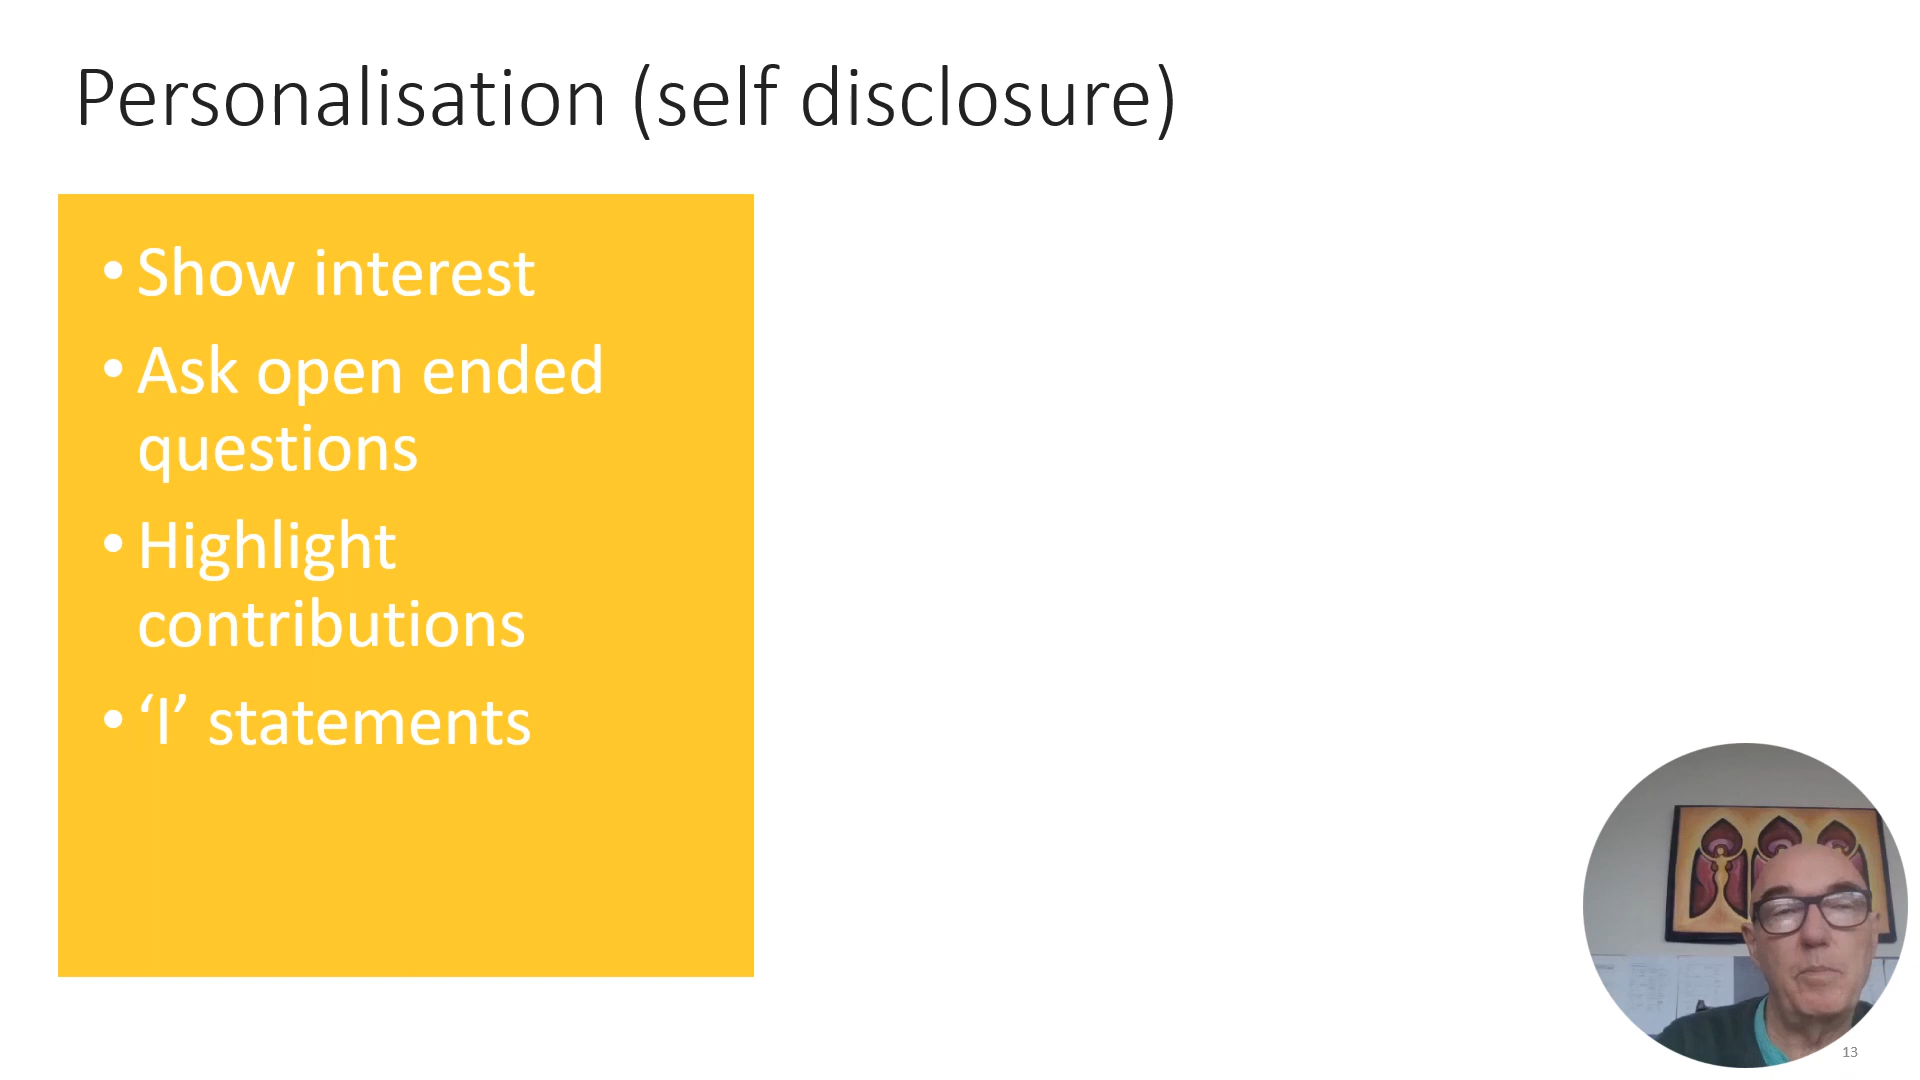 Personalisation (self disclosure)
• Show interest
• Ask open ended
questions
• Highlight
contributions
• ‘I’ statements
13